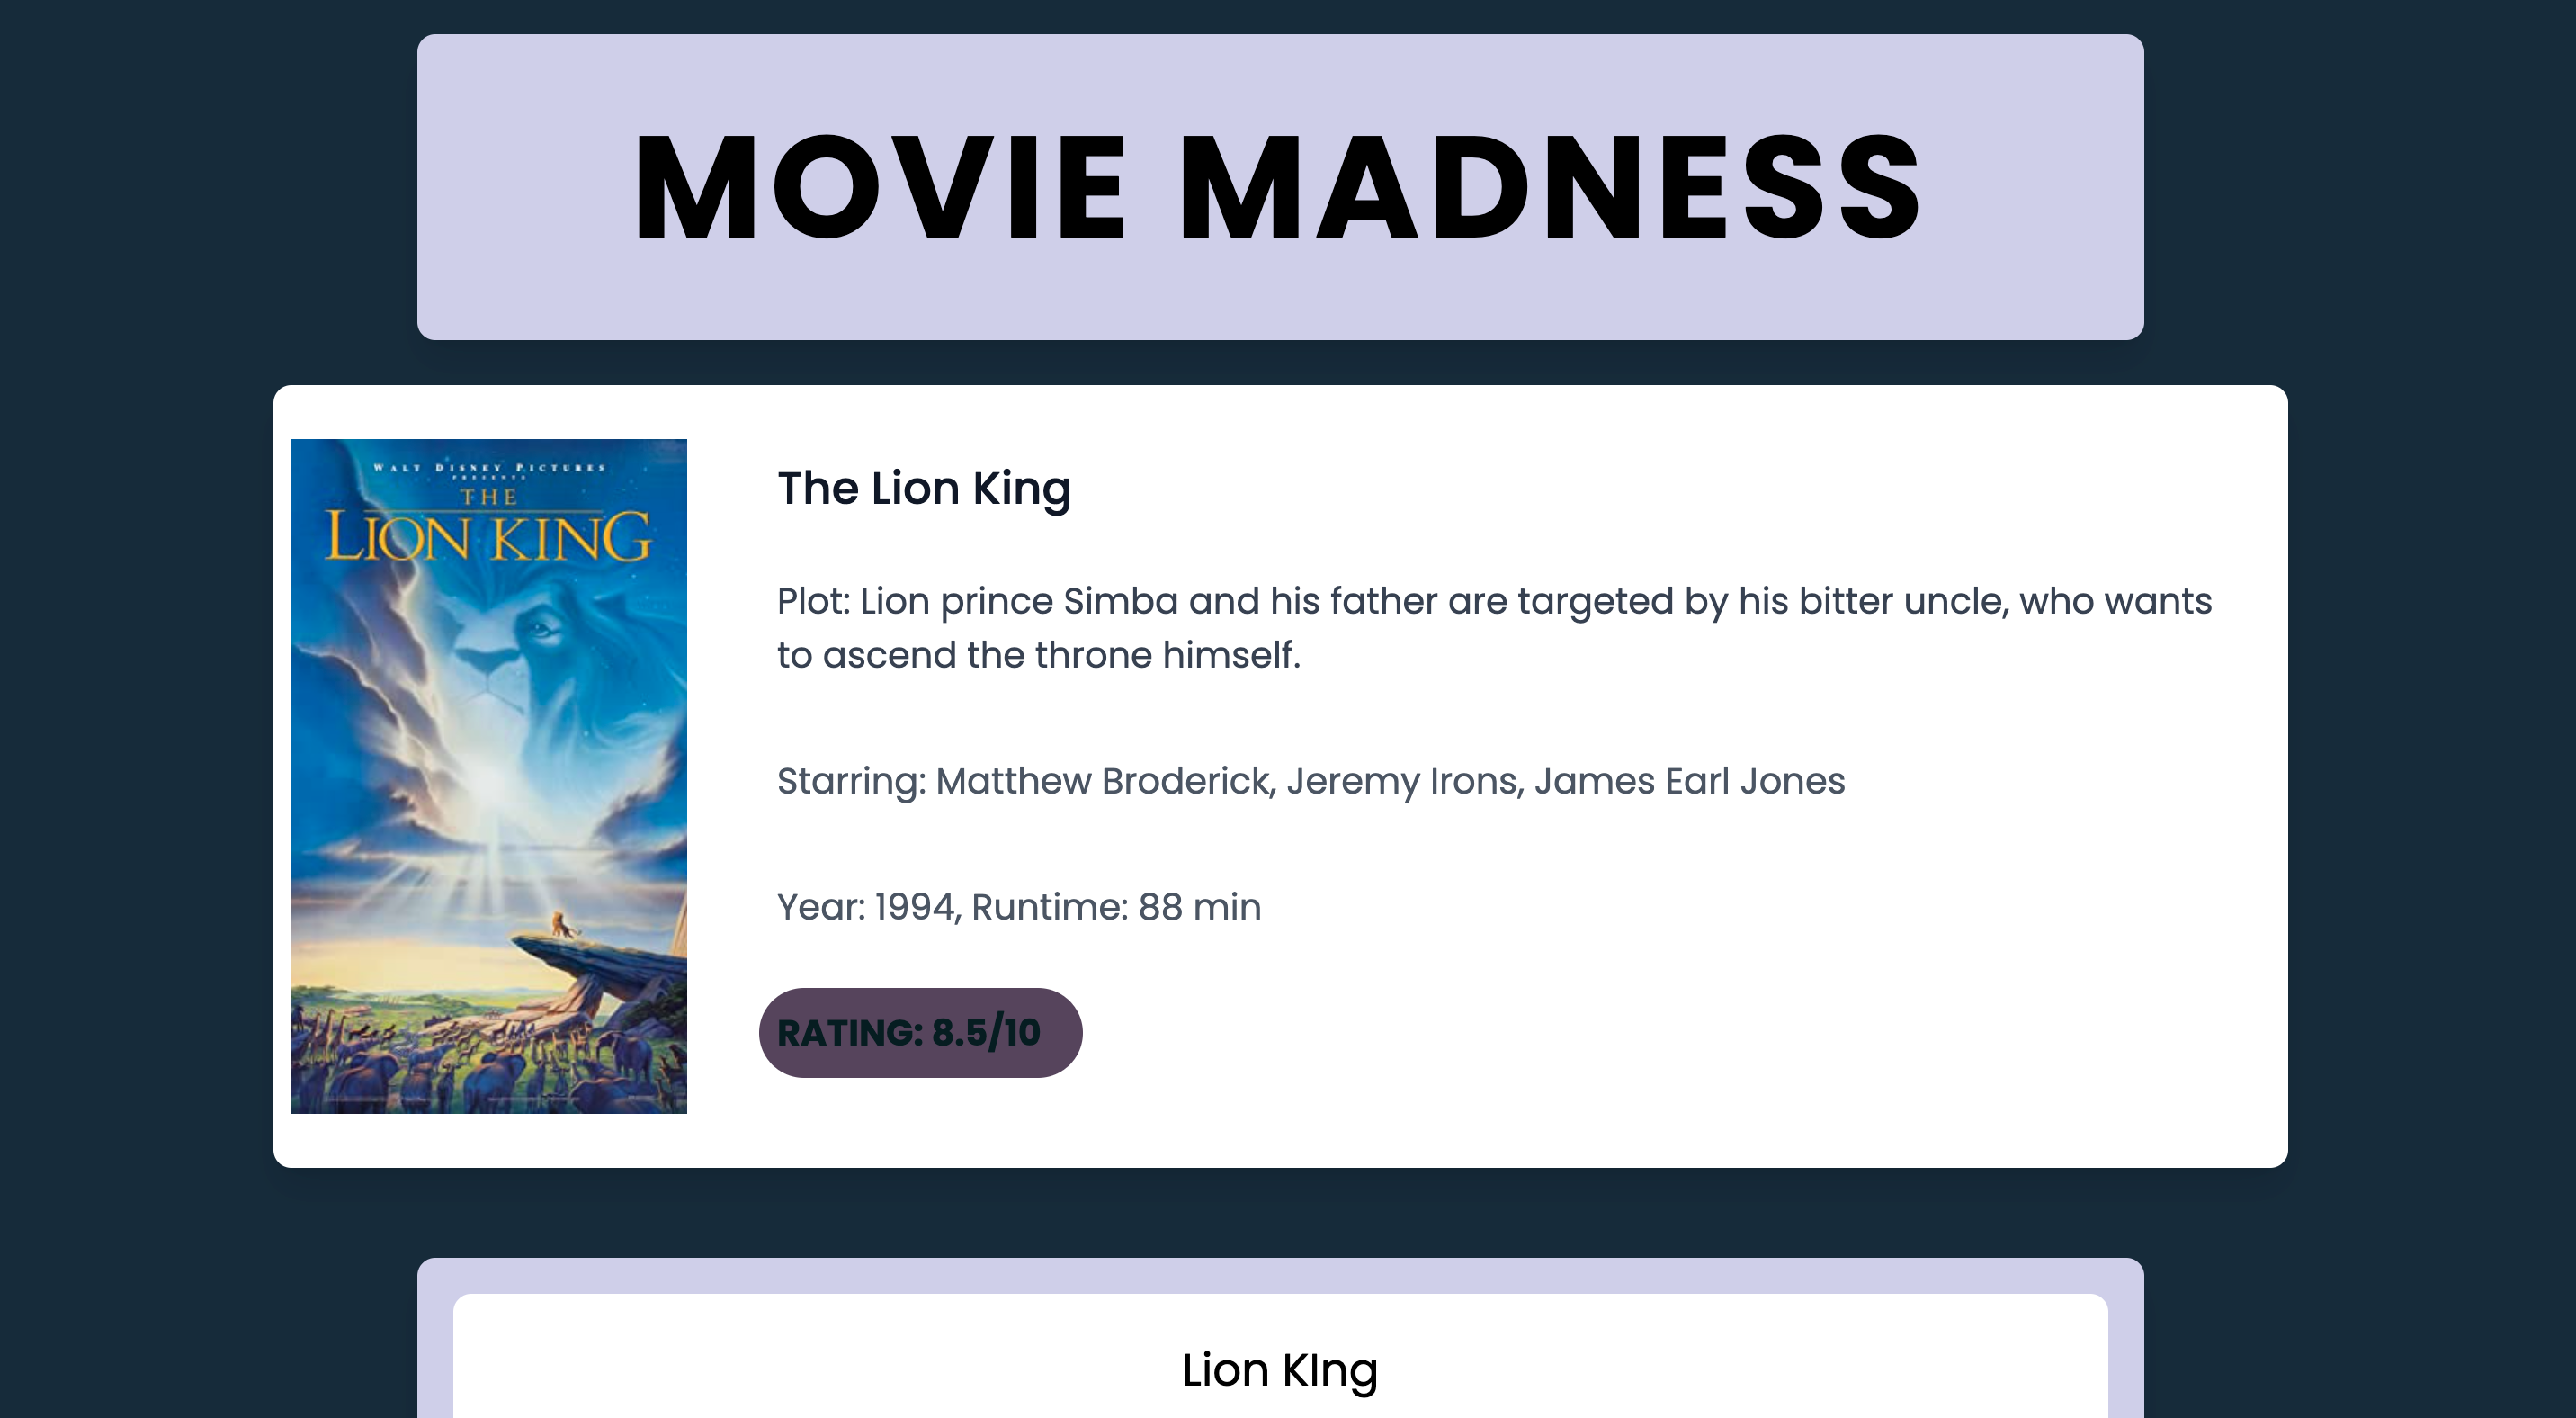 MOVIE MADNESS
WALT DISNEY PICTURES
PRESENTS
THE
LION KING
The Lion King
Plot: Lion prince Simba and his father are targeted by his bitter uncle, who wants
to ascend the throne himself.
Starring: Matthew Broderick, Jeremy Irons, James Earl Jones
Year: 1994, Runtime: 88 min
RATING: 8.5/10
Lion KIng